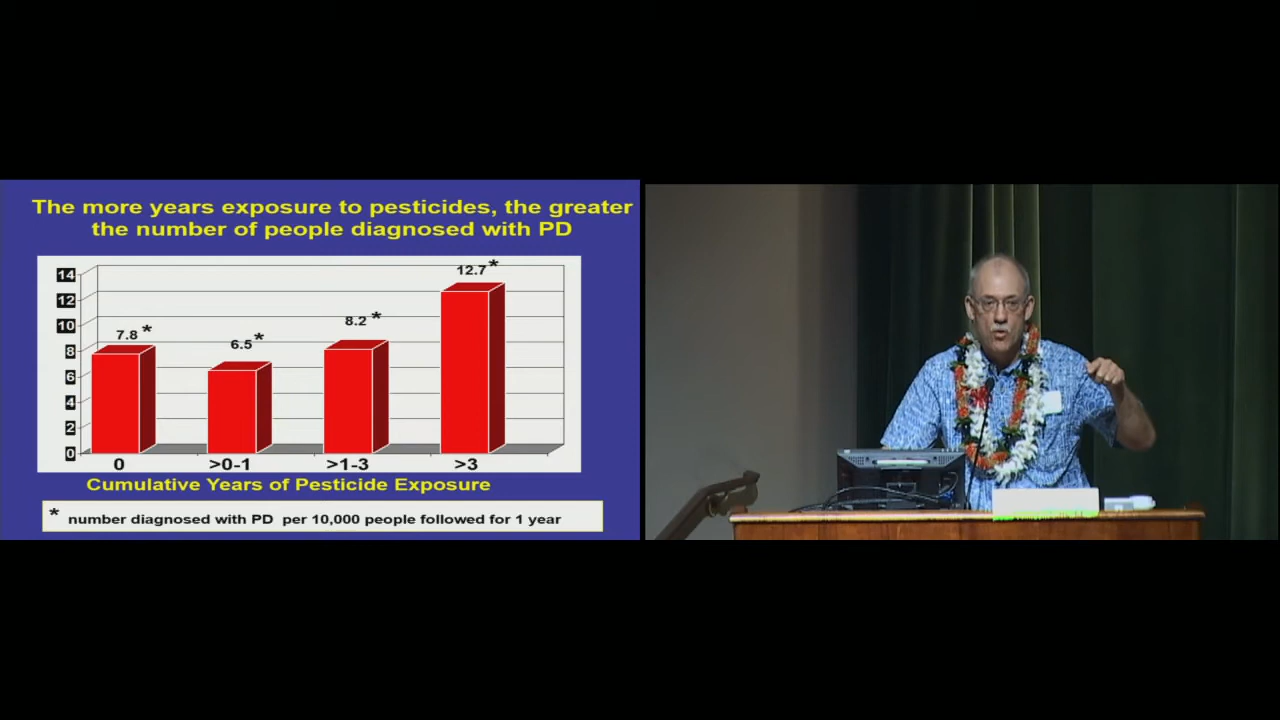 The more years exposure to pesticides, the greater
the number of people diagnosed with PD
14
12
10
8
6
4
2
0
7.8 *
6.5 *
8.2 *
12.7 *
0 >0-1 >1-3 >3
Cumulative Years of Pesticide Exposure
* number diagnosed with PD per 10,000 people followed for 1 year